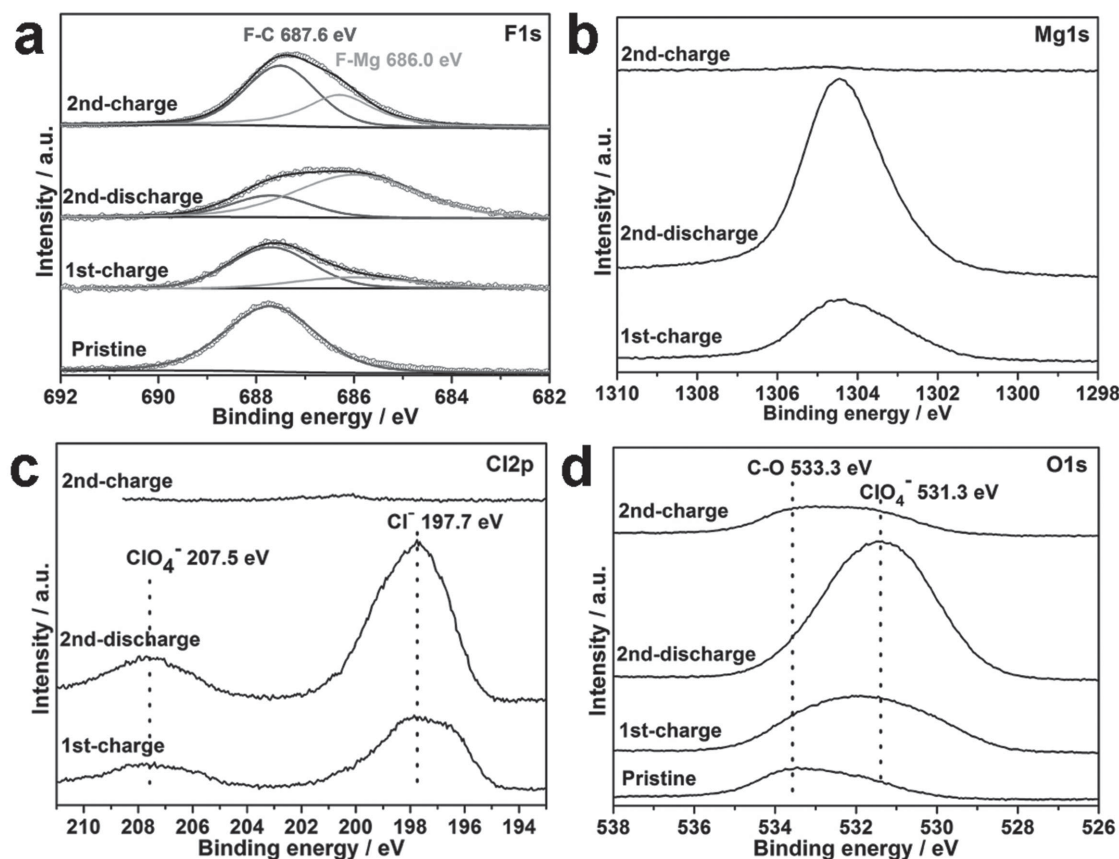 a
F-C 687.6 eV
F1s
F-Mg 686.0 eV
2nd-charge
2nd-discharge
1st-charge
Pristine
Intensity / a.u.
692 690 688 686 684 682
Binding energy / eV
b
Mg1s
2nd-charge
2nd-discharge
1st-charge
Intensity / a.u.
1310 1308 1306 1304 1302 1300 1298
Binding energy / eV
c
Cl2p
2nd-charge
Cl⁻ 197.7 eV
ClO₄⁻ 207.5 eV
2nd-discharge
1st-charge
Intensity / a.u.
210 208 206 204 202 200 198 196 194
Binding energy / eV
d
C-O 533.3 eV
O1s
ClO₄⁻ 531.3 eV
2nd-charge
2nd-discharge
1st-charge
Pristine
Intensity / a.u.
538 536 534 532 530 528 526
Binding energy / eV